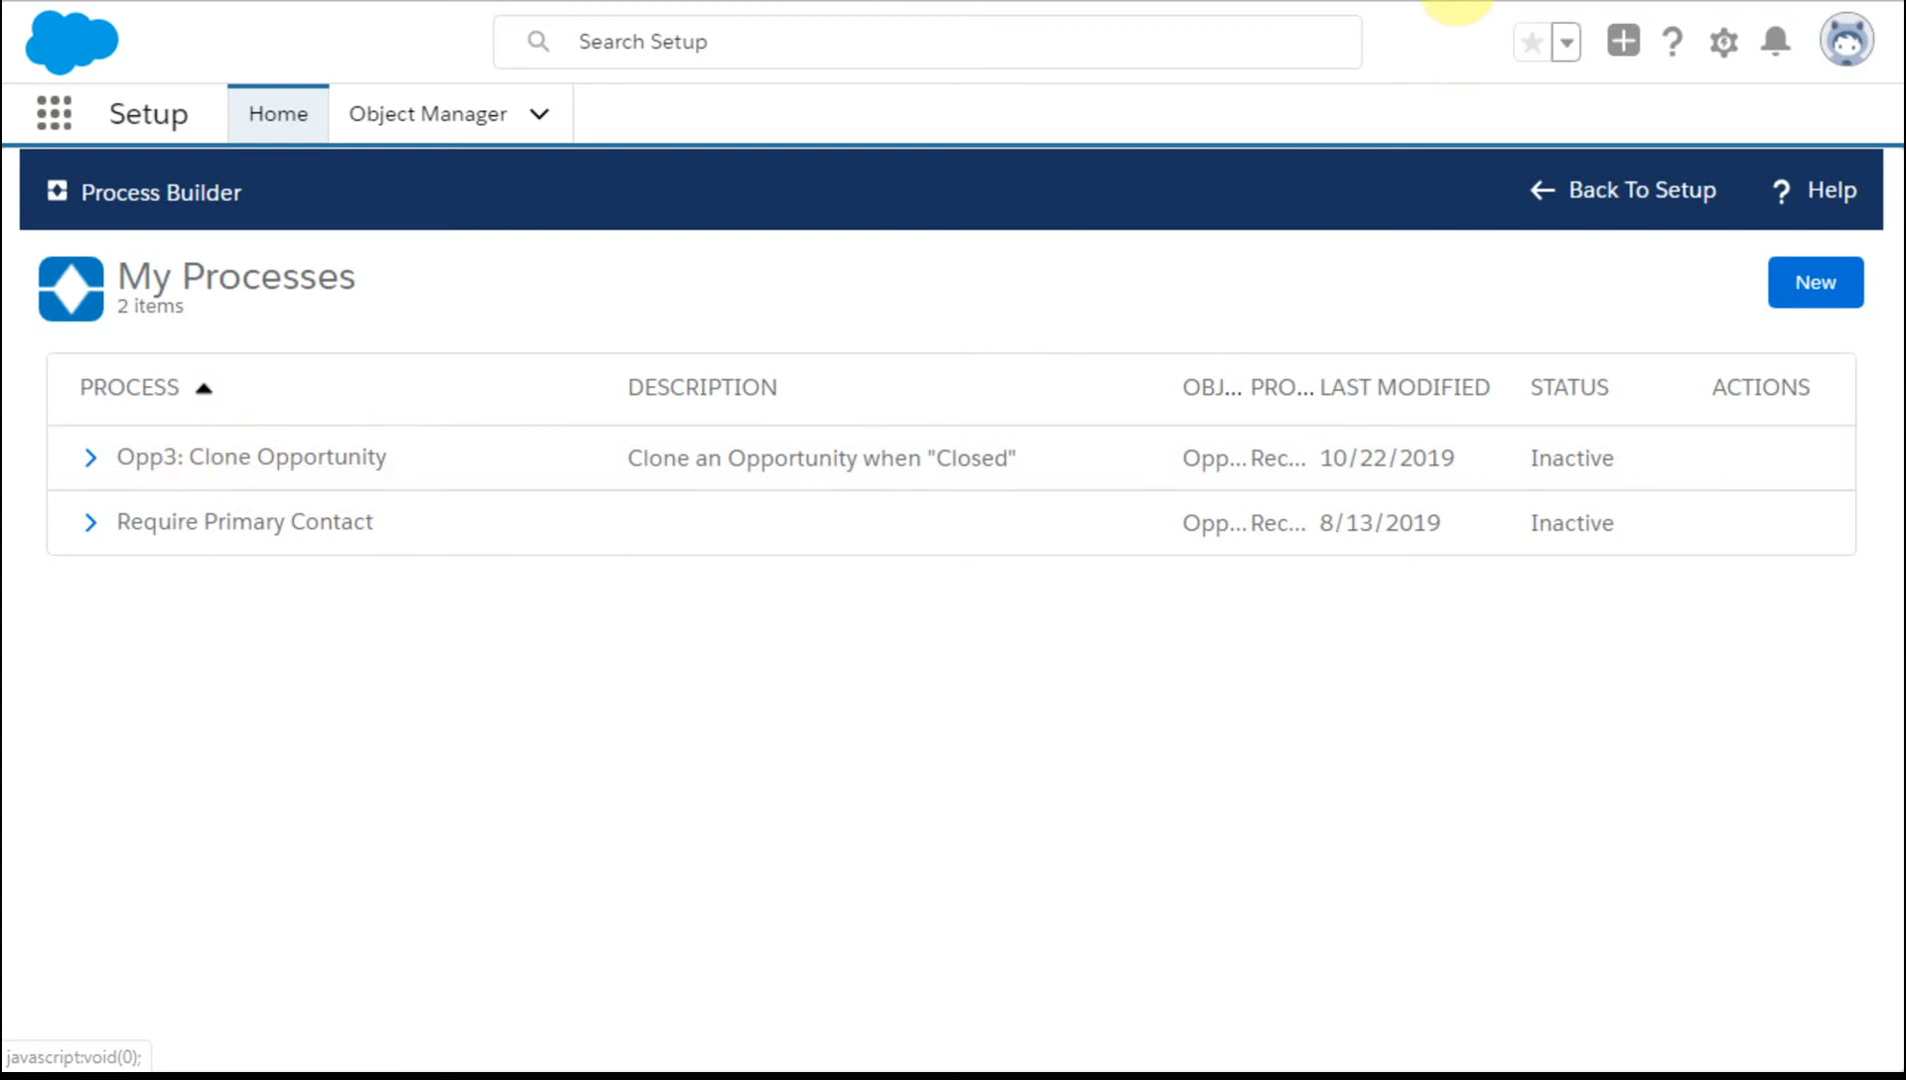 Search Setup
Setup Home Object Manager
Process Builder Back To Setup ? Help
My Processes
2 items
New
PROCESS DESCRIPTION OBJ... PRO... LAST MODIFIED STATUS ACTIONS
Opp3: Clone Opportunity Clone an Opportunity when "Closed" Opp... Rec... 10/22/2019 Inactive
Require Primary Contact Opp... Rec... 8/13/2019 Inactive
javascript:void(0);